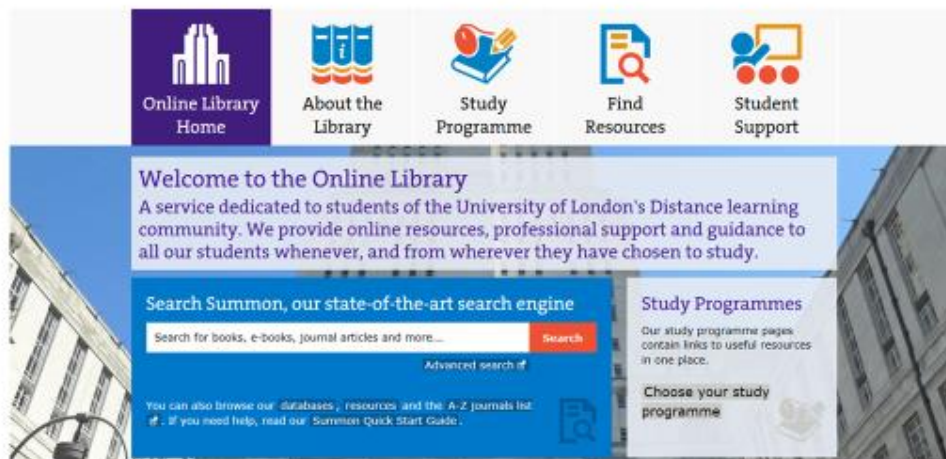 Online Library
Home
About the
Library
Study
Programme
Find
Resources
Student
Support
Welcome to the Online Library
A service dedicated to students of the University of London's Distance learning
community. We provide online resources, professional support and guidance to
all our students whenever, and from wherever they have chosen to study.
Search Summon, our state-of-the-art search engine
Search for books, e-books, journal articles and more...
Search
Advanced search
You can also browse our databases, resources and the A-Z journals list
. If you need help, read our Summon Quick Start Guide.
Study Programmes
Our study programme pages
contain links to useful resources
in one place.
Choose your study
programme